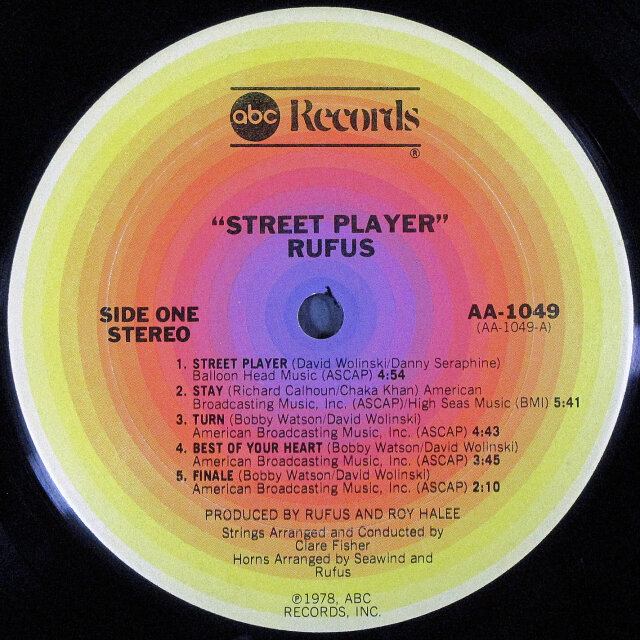 abc Records
®
"STREET PLAYER"
RUFUS
SIDE ONE
STEREO
AA-1049
(AA-1049-A)
1. STREET PLAYER (David Wolinski/Danny Seraphine)
Balloon Head Music (ASCAP) 4:54
2. STAY (Richard Calhoun/Chaka Khan) American
Broadcasting Music, Inc. (ASCAP)/High Seas Music (BMI) 5:41
3. TURN (Bobby Watson/David Wolinski)
American Broadcasting Music, Inc. (ASCAP) 4:43
4. BEST OF YOUR HEART (Bobby Watson/David Wolinski)
American Broadcasting Music, Inc. (ASCAP) 3:45
5. FINALE (Bobby Watson/David Wolinski)
American Broadcasting Music, Inc. (ASCAP) 2:10
PRODUCED BY RUFUS AND ROY HALEE
Strings Arranged and Conducted by
Clare Fisher
Horns Arranged by Seawind and
Rufus
℗1978, ABC
RECORDS, INC.